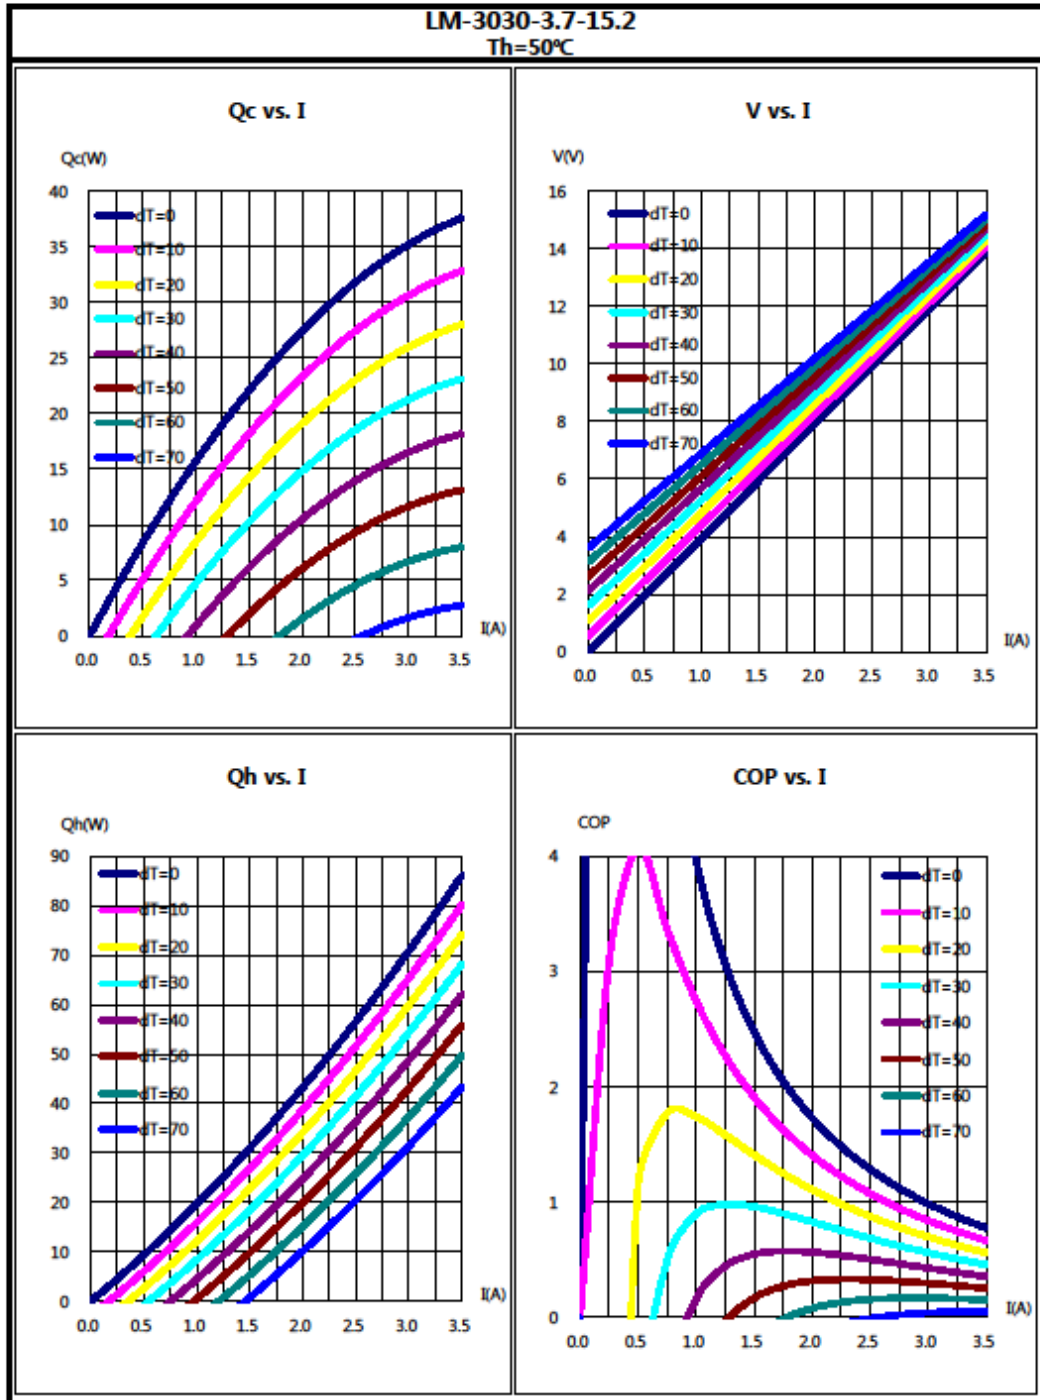 LM-3030-3.7-15.2
Th=50℃
Qc vs. I
Qc(W)
40
35
30
25
20
15
10
5
0
dT=0
dT=10
dT=20
dT=30
dT=40
dT=50
dT=60
dT=70
I(A)
0.0 0.5 1.0 1.5 2.0 2.5 3.0 3.5
V vs. I
V(V)
16
14
12
10
8
6
4
2
0
dT=0
dT=10
dT=20
dT=30
dT=40
dT=50
dT=60
dT=70
I(A)
0.0 0.5 1.0 1.5 2.0 2.5 3.0 3.5
Qh vs. I
Qh(W)
90
80
70
60
50
40
30
20
10
0
dT=0
dT=10
dT=20
dT=30
dT=40
dT=50
dT=60
dT=70
I(A)
0.0 0.5 1.0 1.5 2.0 2.5 3.0 3.5
COP vs. I
COP
4
3
2
1
0
dT=0
dT=10
dT=20
dT=30
dT=40
dT=50
dT=60
dT=70
I(A)
0.0 0.5 1.0 1.5 2.0 2.5 3.0 3.5